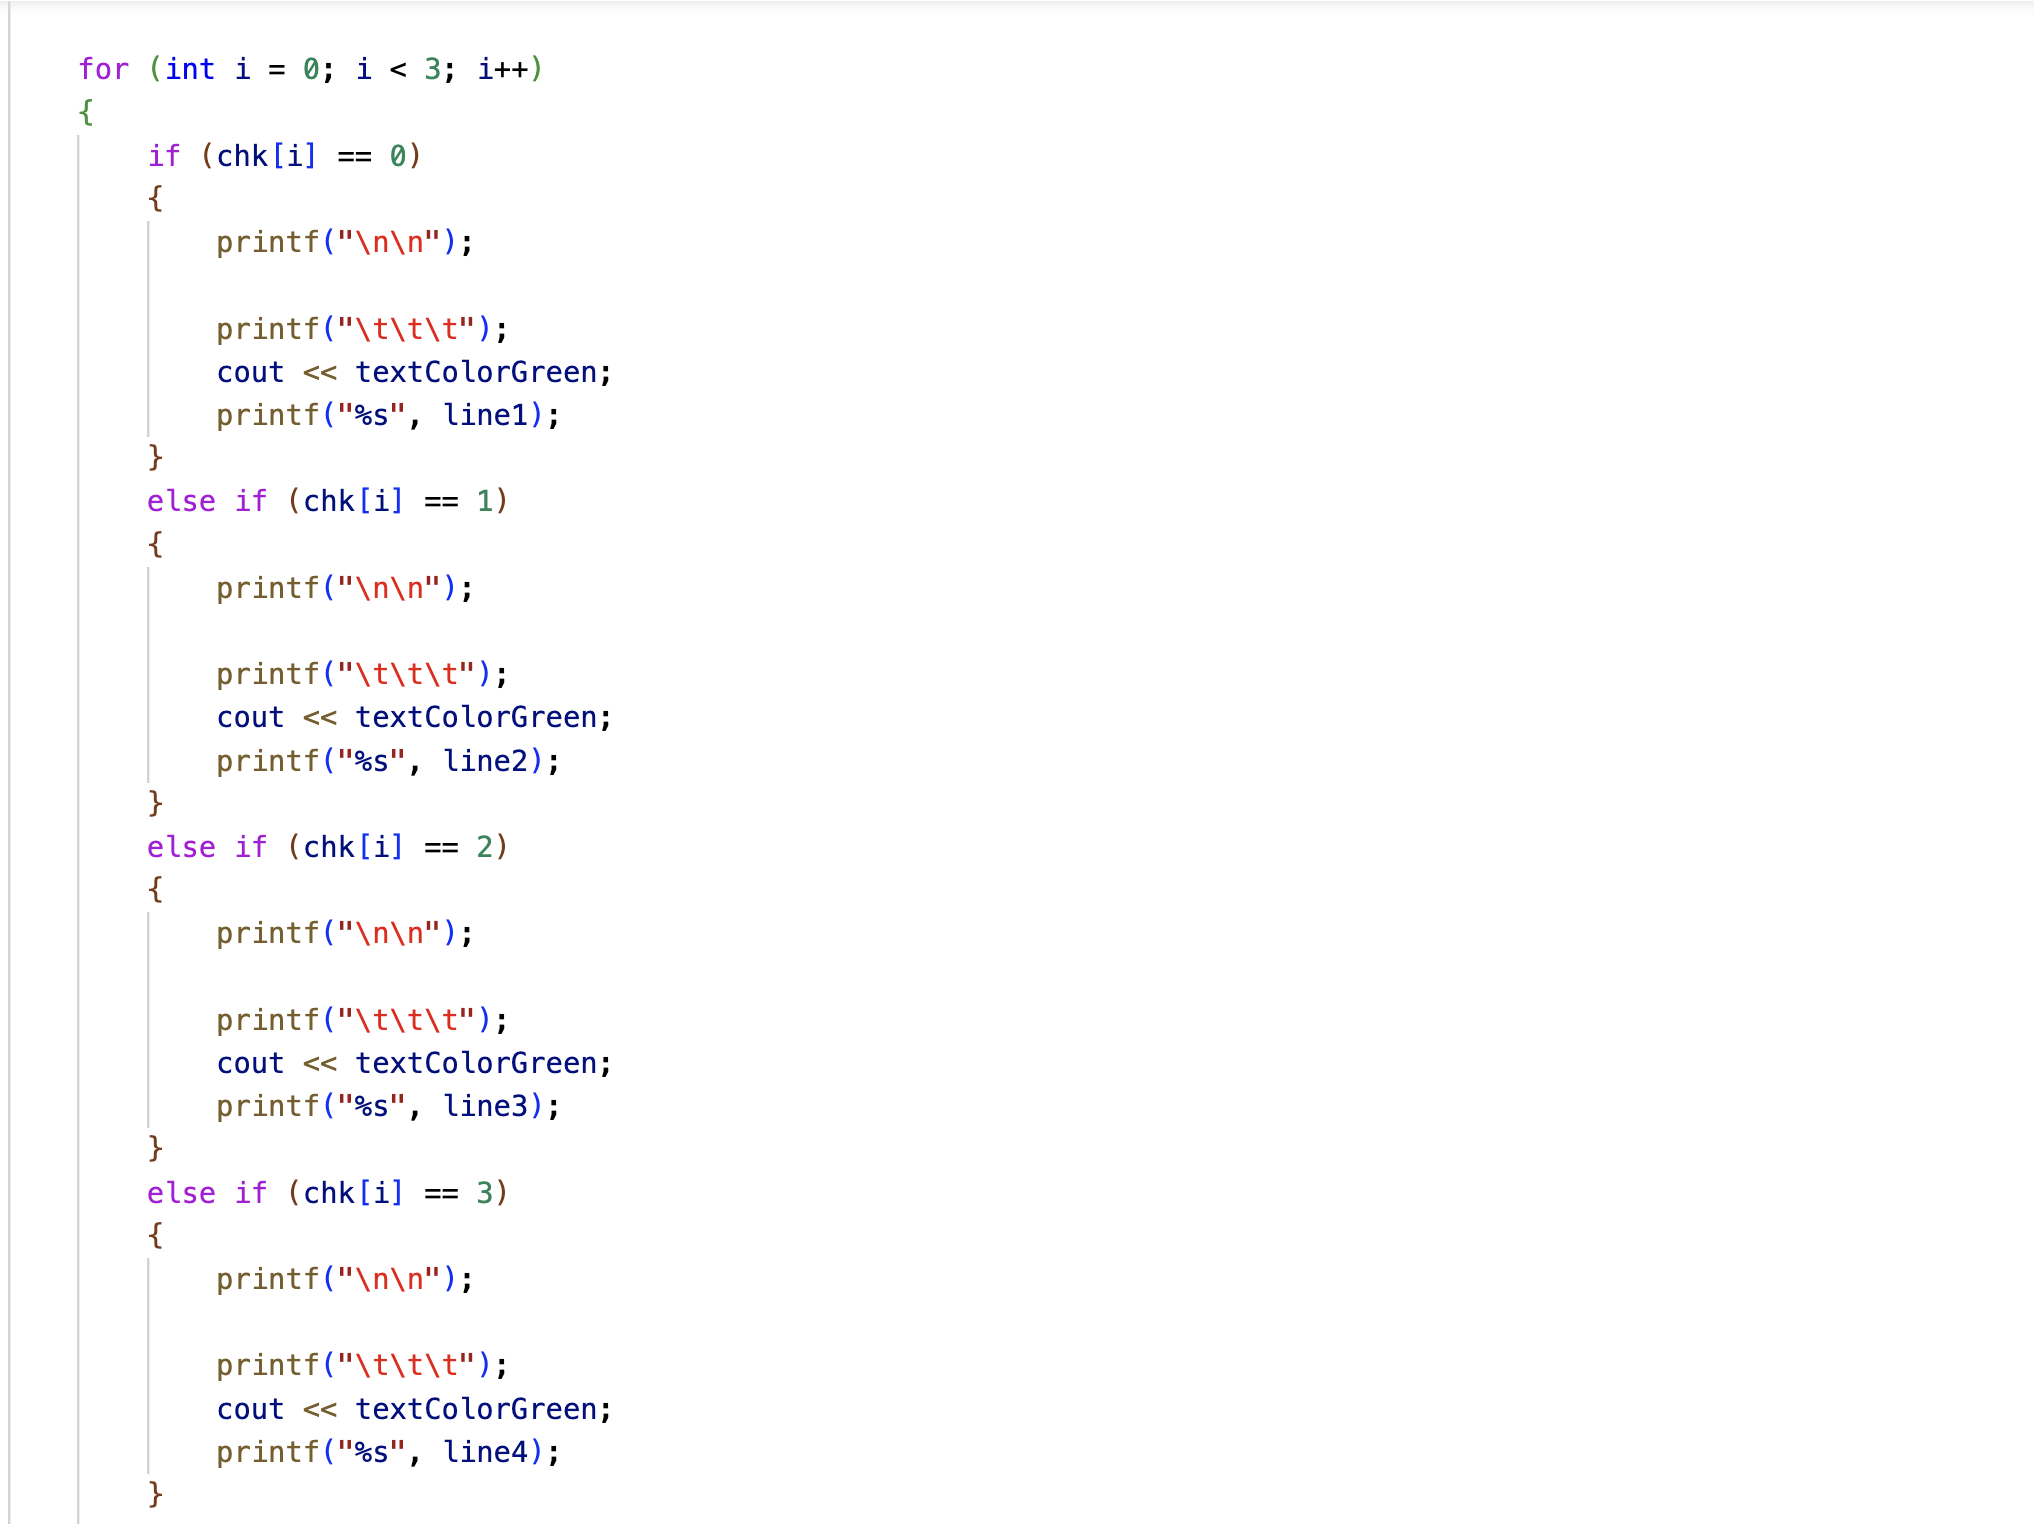 for (int i = 0; i < 3; i++)
{
    if (chk[i] == 0)
    {
        printf("\n\n");

        printf("\t\t\t");
        cout << textColorGreen;
        printf("%s", line1);
    }
    else if (chk[i] == 1)
    {
        printf("\n\n");

        printf("\t\t\t");
        cout << textColorGreen;
        printf("%s", line2);
    }
    else if (chk[i] == 2)
    {
        printf("\n\n");

        printf("\t\t\t");
        cout << textColorGreen;
        printf("%s", line3);
    }
    else if (chk[i] == 3)
    {
        printf("\n\n");

        printf("\t\t\t");
        cout << textColorGreen;
        printf("%s", line4);
    }